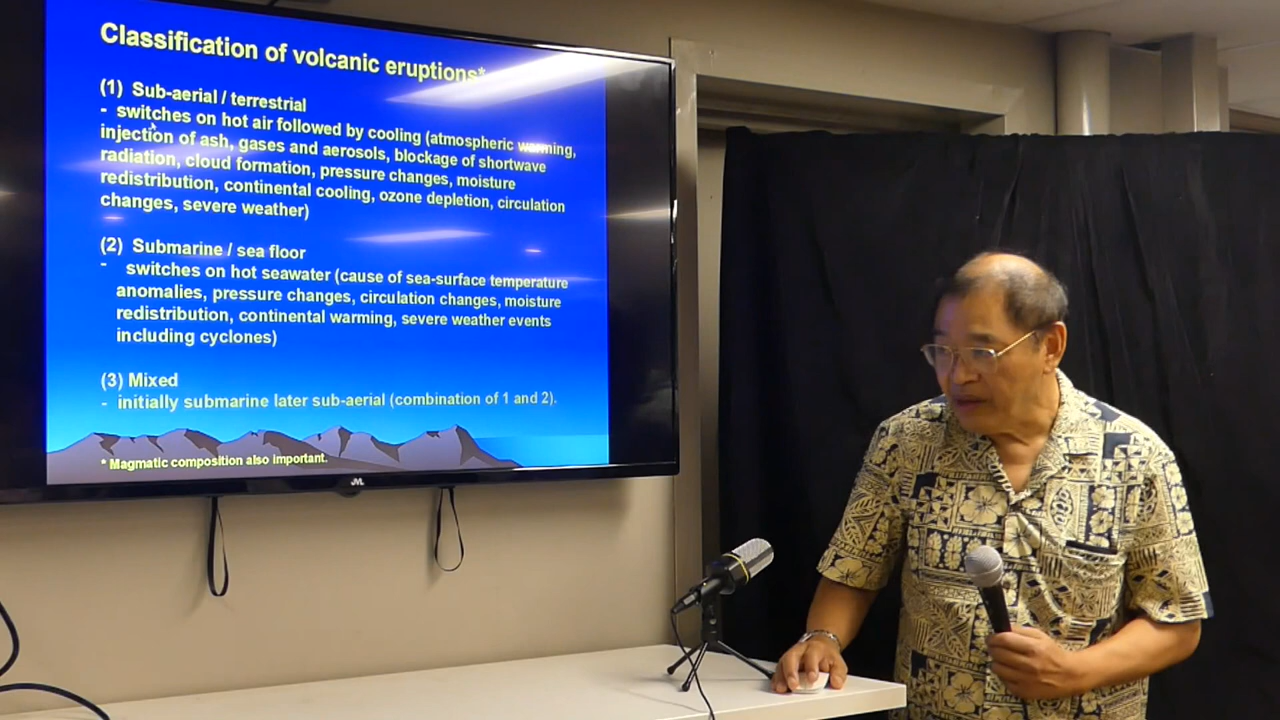 Classification of volcanic eruptions*
(1) Sub-aerial / terrestrial
- switches on hot air followed by cooling (atmospheric warming,
injection of ash, gases and aerosols, blockage of shortwave
radiation, cloud formation, pressure changes, moisture
redistribution, continental cooling, ozone depletion, circulation
changes, severe weather)
(2) Submarine / sea floor
- switches on hot seawater (cause of sea-surface temperature
anomalies, pressure changes, circulation changes, moisture
redistribution, continental warming, severe weather events
including cyclones)
(3) Mixed
- initially submarine later sub-aerial (combination of 1 and 2).
* Magmatic composition also important.
JVL